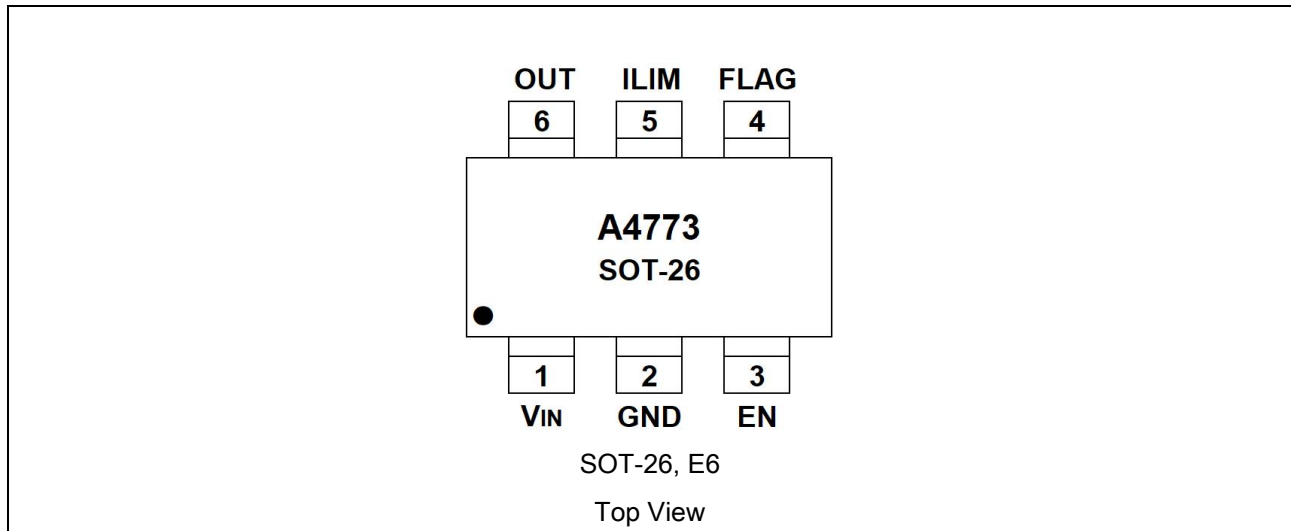 OUT ILIM FLAG
6 5 4
A4773
SOT-26
1 2 3
VIN GND EN
SOT-26, E6
Top View